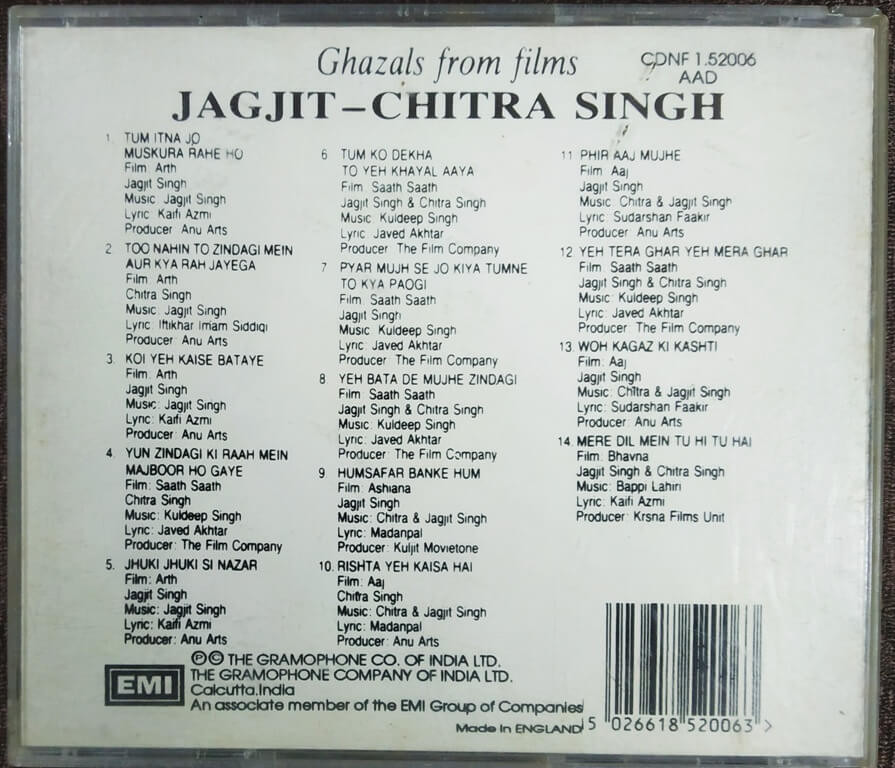 Ghazals from films
CDNF 1.52006
AAD
JAGJIT-CHITRA SINGH
1. TUM ITNA JO
MUSKURA RAHE HO
Film: Arth
Jagjit Singh
Music: Jagjit Singh
Lyric: Kaifi Azmi
Producer: Anu Arts
2. TOO NAHIN TO ZINDAGI MEIN
AUR KYA RAH JAYEGA
Film: Arth
Chitra Singh
Music: Jagjit Singh
Lyric: Iftikhar Imam Siddiqi
Producer: Anu Arts
3. KOI YEH KAISE BATAYE
Film: Arth
Jagjit Singh
Music: Jagjit Singh
Lyric: Kaifi Azmi
Producer: Anu Arts
4. YUN ZINDAGI KI RAAH MEIN
MAJBOOR HO GAYE
Film: Saath Saath
Chitra Singh
Music: Kuldeep Singh
Lyric: Javed Akhtar
Producer: The Film Company
5. JHUKI JHUKI SI NAZAR
Film: Arth
Jagjit Singh
Music: Jagjit Singh
Lyric: Kaifi Azmi
Producer: Anu Arts
6 TUM KO DEKHA
TO YEH KHAYAL AAYA
Film: Saath Saath
Jagjit Singh & Chitra Singh
Music: Kuldeep Singh
Lyric: Javed Akhtar
Producer The Film Company
7 PYAR MUJH SE JO KIYA TUMNE
TO KYA PAOGI
Film: Saath Saath
Jagjit Singh
Music: Kuldeep Singh
Lyric: Javed Akhtar
Producer: The Film Company
8 YEH BATA DE MUJHE ZINDAGI
Film: Saath Saath
Jagjit Singh & Chitra Singh
Music: Kuldeep Singh
Lyric: Javed Akhtar
Producer: The Film Company
9 HUMSAFAR BANKE HUM
Film: Ashiana
Jagjit Singh
Music: Chitra & Jagjit Singh
Lyric: Madanpal
Producer: Kuljit Movietone
10. RISHTA YEH KAISA HAI
Film: Aaj
Chitra Singh
Music: Chitra & Jagjit Singh
Lyric: Madanpal
Producer: Anu Arts
11 PHIR AAJ MUJHE
Film: Aaj
Jagjit Singh
Music: Chitra & Jagjit Singh
Lyric: Sudarshan Faakir
Producer: Anu Arts
12 YEH TERA GHAR YEH MERA GHAR
Film: Saath Saath
Jagjit Singh & Chitra Singh
Music: Kuldeep Singh
Lyric: Javed Akhtar
Producer: The Film Company
13. WOH KAGAZ KI KASHTI
Film: Aaj
Jagjit Singh
Music: Chitra & Jagjit Singh
Lyric: Sudarshan Faakir
Producer: Anu Arts
14. MERE DIL MEIN TU HI TU HAI
Film: Bhavna
Jagjit Singh & Chitra Singh
Music: Bappi Lahiri
Lyric: Kaifi Azmi
Producer: Krsna Films Unit
EMI
℗© THE GRAMOPHONE CO. OF INDIA LTD.
THE GRAMOPHONE COMPANY OF INDIA LTD.
Calcutta.India
An associate member of the EMI Group of Companies
Made in ENGLAND
5 026618 520063 >